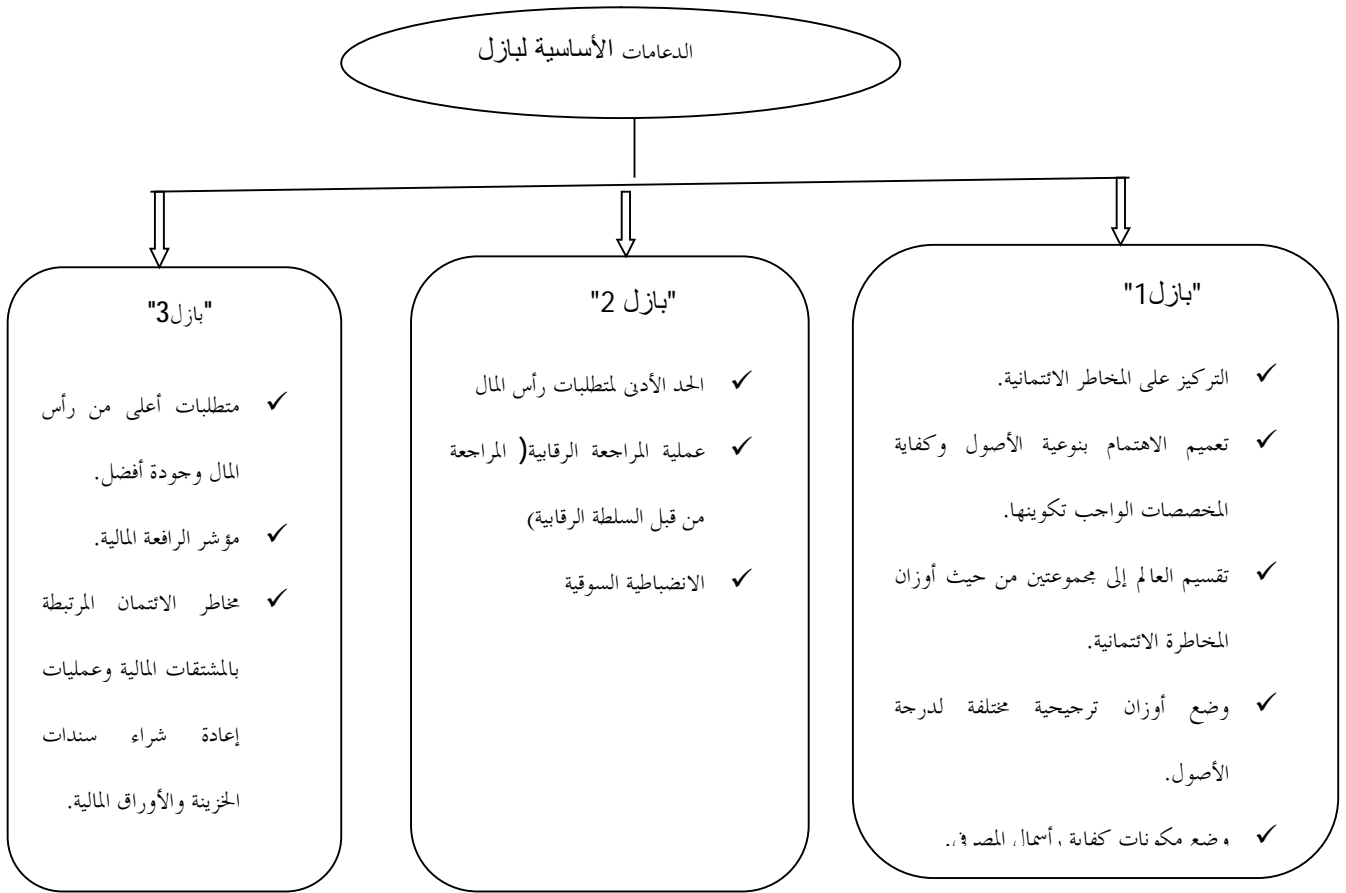 الدعامات الأساسية لبازل
"بازل1"
✓ التركيز على المخاطر الائتمانية.
✓ تعميم الاهتمام بنوعية الأصول وكفاية
المخصصات الواجب تكوينها.
✓ تقسيم العالم إلى مجموعتين من حيث أوزان
المخاطرة الائتمانية.
✓ وضع أوزان ترجيحية مختلفة لدرجة
الأصول.
✓ وضع مكونات كفاية رأسمال المصرفي.
"بازل 2"
✓ الحد الأدنى لمتطلبات رأس المال
✓ عملية المراجعة الرقابية( المراجعة
من قبل السلطة الرقابية)
✓ الانضباطية السوقية
"بازل3"
✓ متطلبات أعلى من رأس
المال وجودة أفضل.
✓ مؤشر الرافعة المالية.
✓ مخاطر الائتمان المرتبطة
بالمشتقات المالية وعمليات
إعادة شراء سندات
الخزينة والأوراق المالية.